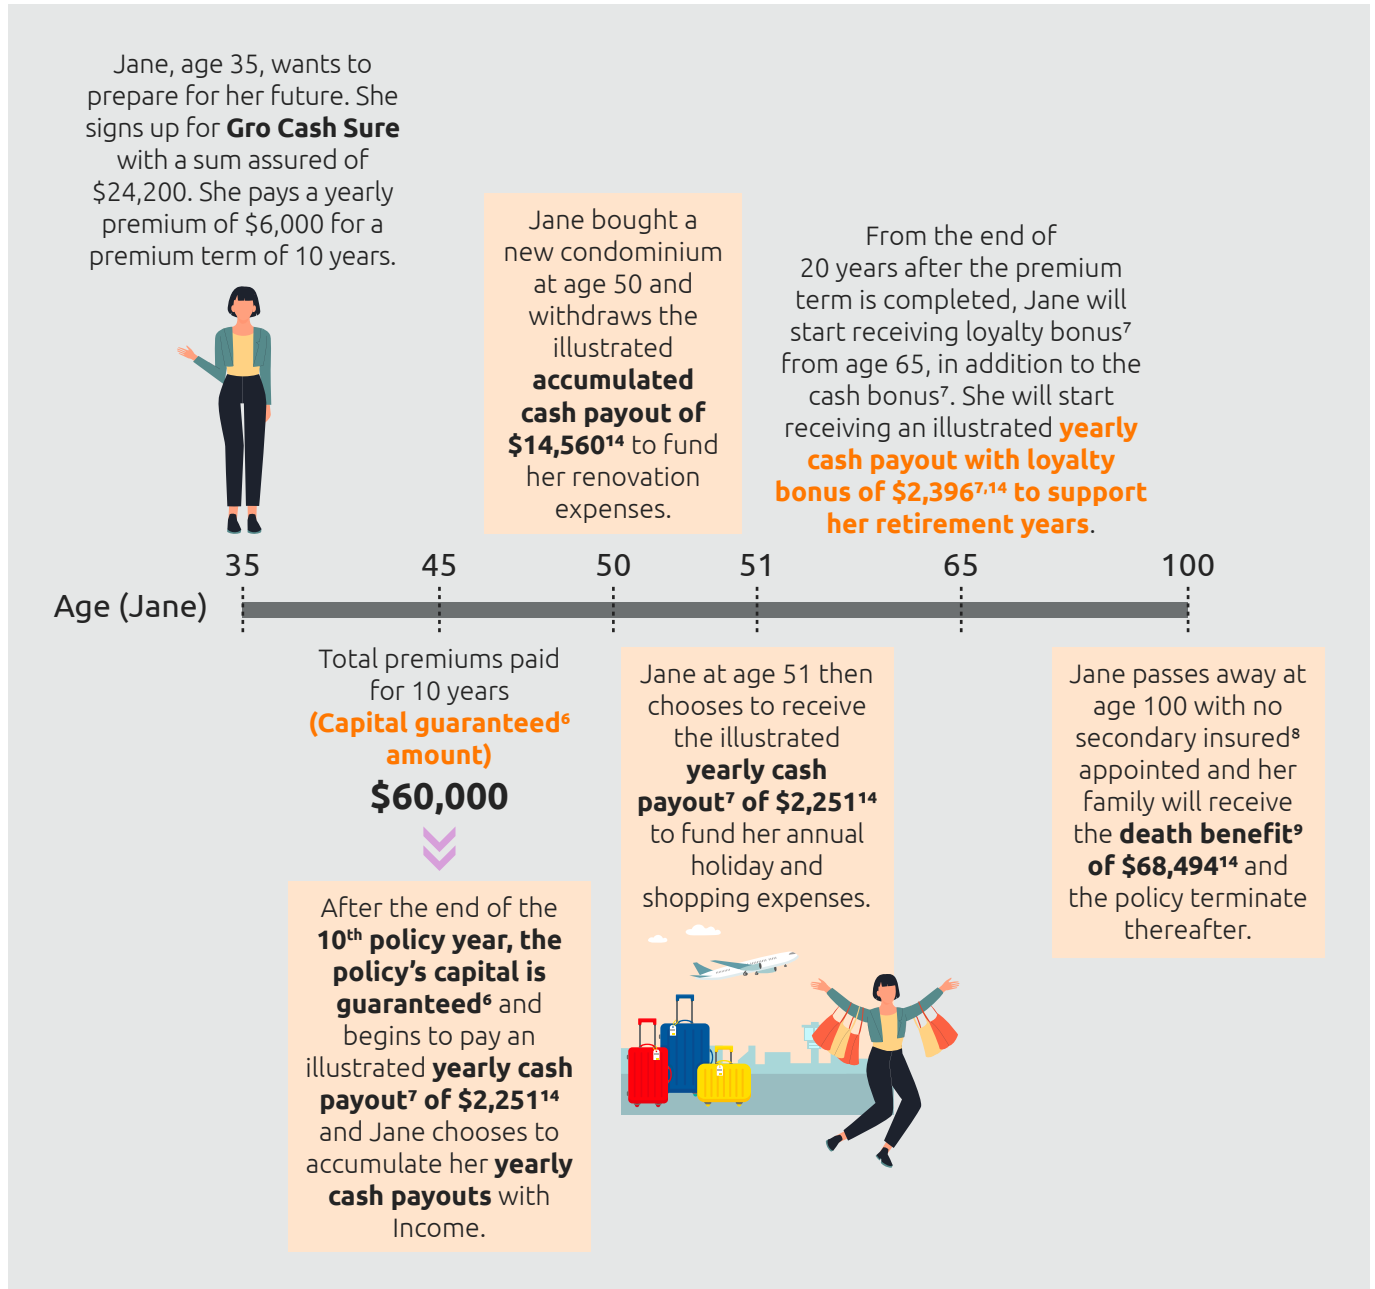 Jane, age 35, wants to
prepare for her future. She
signs up for Gro Cash Sure
with a sum assured of
$24,200. She pays a yearly
premium of $6,000 for a
premium term of 10 years.
Jane bought a
new condominium
at age 50 and
withdraws the
illustrated
accumulated
cash payout of
$14,560¹⁴ to fund
her renovation
expenses.
From the end of
20 years after the premium
term is completed, Jane will
start receiving loyalty bonus⁷
from age 65, in addition to the
cash bonus⁷. She will start
receiving an illustrated yearly
cash payout with loyalty
bonus of $2,396⁷,¹⁴ to support
her retirement years.
35 45 50 51 65 100
Age (Jane)
Total premiums paid
for 10 years
(Capital guaranteed⁶
amount)
$60,000
After the end of the
10ᵗʰ policy year, the
policy’s capital is
guaranteed⁶ and
begins to pay an
illustrated yearly cash
payout⁷ of $2,251¹⁴
and Jane chooses to
accumulate her yearly
cash payouts with
Income.
Jane at age 51 then
chooses to receive
the illustrated
yearly cash
payout⁷ of $2,251¹⁴
to fund her annual
holiday and
shopping expenses.
Jane passes away at
age 100 with no
secondary insured⁸
appointed and her
family will receive
the death benefit⁹
of $68,494¹⁴ and
the policy terminate
thereafter.